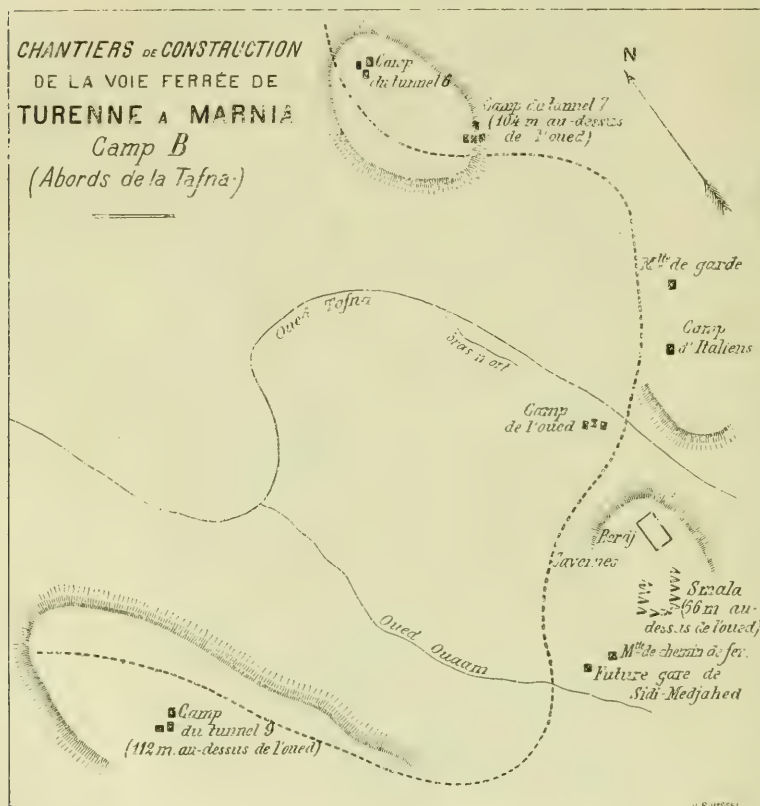 CHANTIERS DE CONSTRUCTION
DE LA VOIE FERRÉE DE
TURENNE A MARNIA
Camp B
(Abords de la Tafna)
Camp
du tunnel 6
N
Camp du tunnel 7
(104 m au-dessus
de l'oued)
Mtte de garde
Oued Tafna
Camp
d'Italiens
bras mort
Camp
de l'oued
Bordj
Cavernes
Smala
(56 m au-
dessus de l'oued)
Oued Ouaam
Mtte de chemin de fer.
Future gare de
Sidi-Medjahed
Camp
du tunnel 9
(112 m. au-dessus de l'oued)